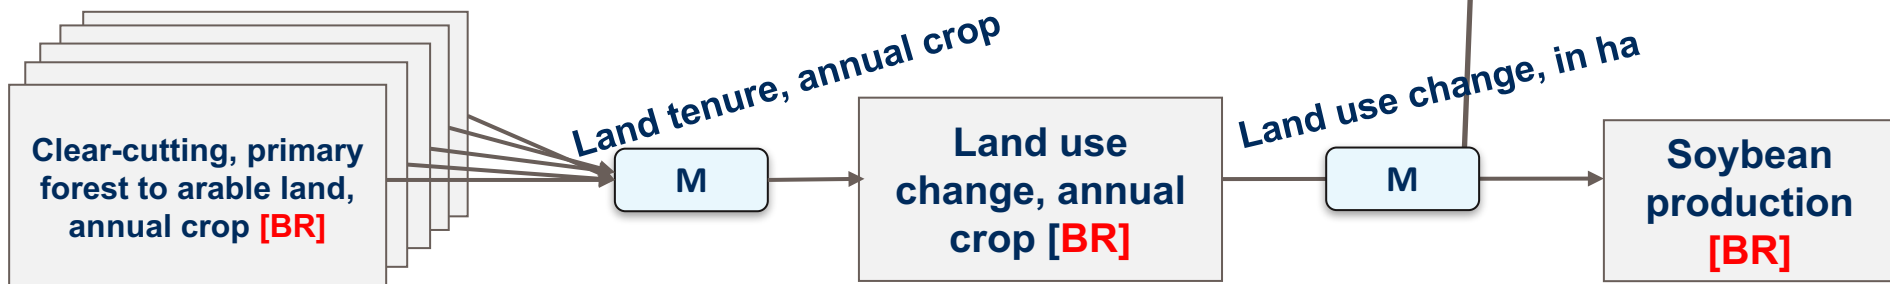 Clear-cutting, primary
forest to arable land,
annual crop [BR]
Land tenure, annual crop
M
Land use
change, annual
crop [BR]
Land use change, in ha
M
Soybean
production
[BR]